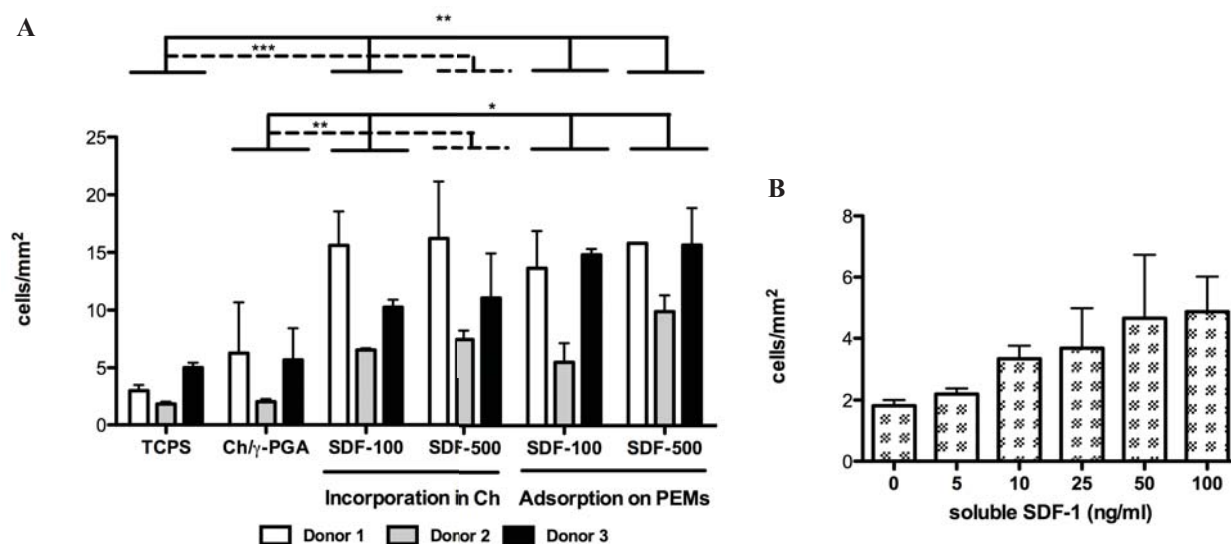 A
**
***
*
**
25
20
15
10
5
0
cells/mm²
TCPS Ch/γ-PGA SDF-100 SDF-500 SDF-100 SDF-500
Incorporation in Ch Adsorption on PEMs
Donor 1 Donor 2 Donor 3
B
8
6
4
2
0
cells/mm²
0 5 10 25 50 100
soluble SDF-1 (ng/ml)